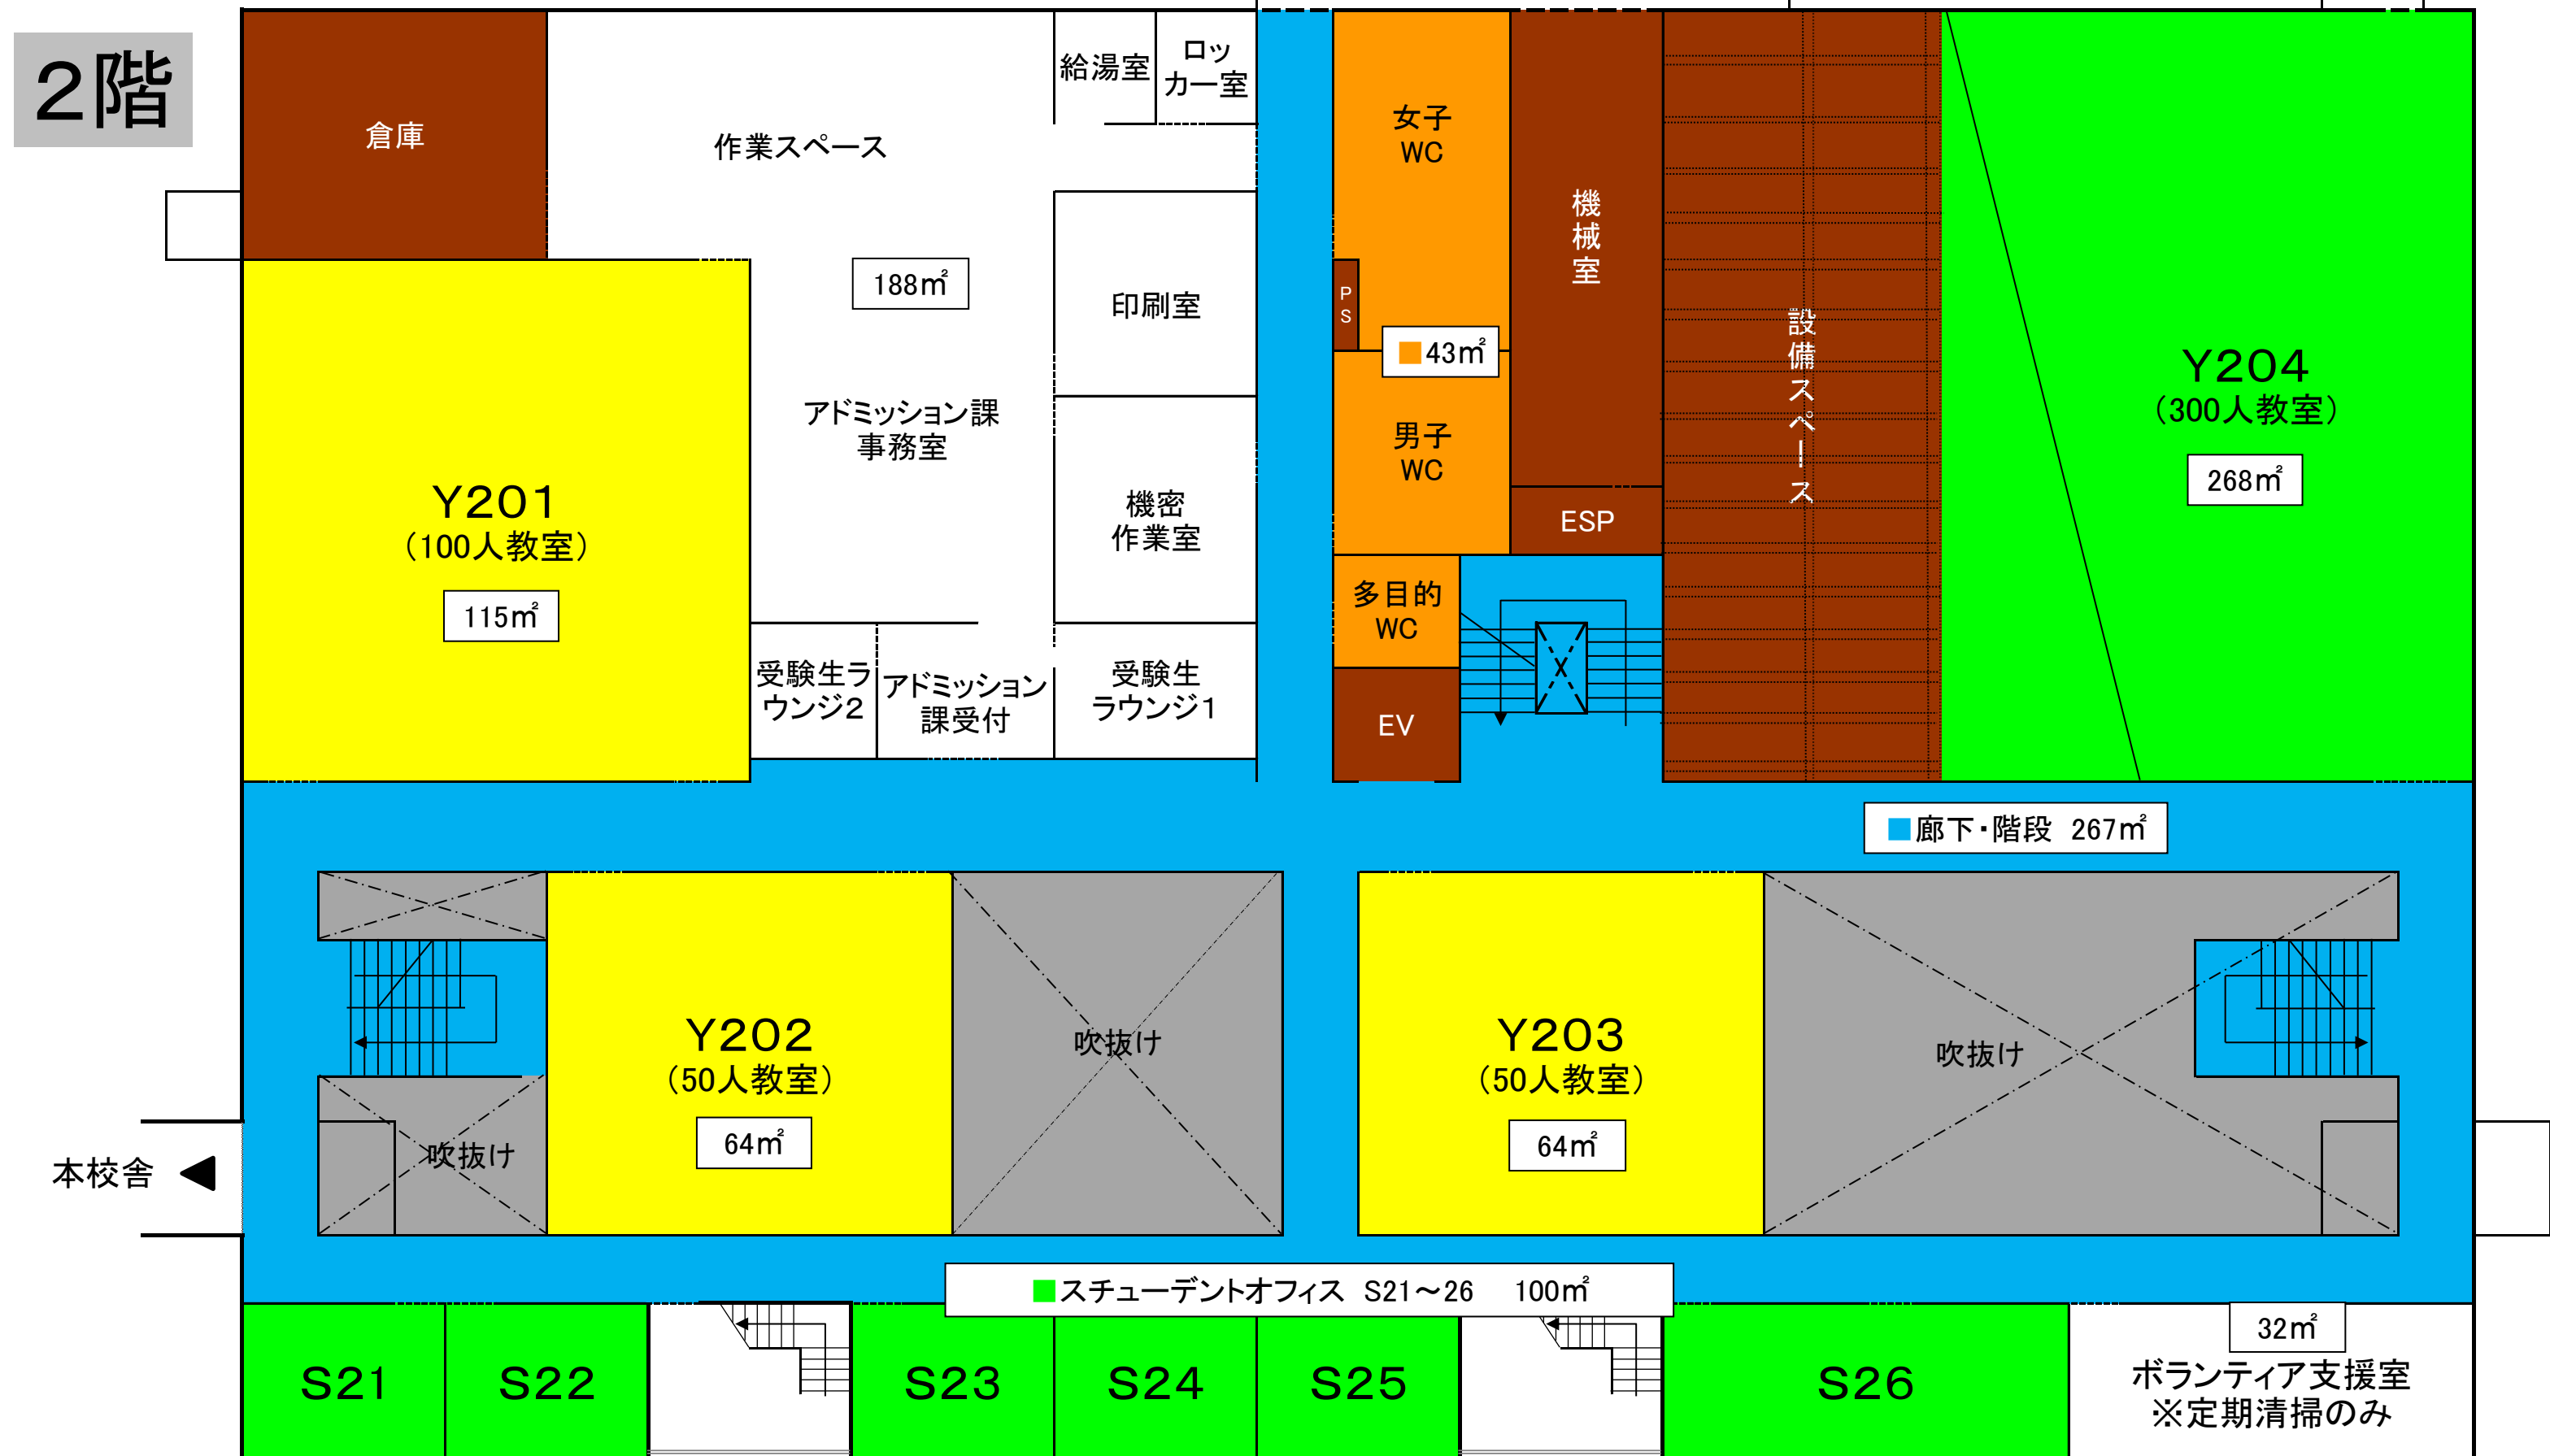 2階
倉庫
作業スペース
給湯室
ロッ
カー室
188㎡
印刷室
アドミッション課
事務室
機密
作業室
受験生ラ
ウンジ2
アドミッション
課受付
受験生
ラウンジ1
Y201
(100人教室)
115㎡
女子
WC
P
S
43㎡
男子
WC
多目的
WC
EV
機械室
ESP
設備スペース
Y204
(300人教室)
268㎡
廊下・階段 267㎡
Y202
(50人教室)
64㎡
吹抜け
Y203
(50人教室)
64㎡
吹抜け
吹抜け
本校舎
スチューデントオフィス S21～26 100㎡
S21
S22
S23
S24
S25
S26
32㎡
ボランティア支援室
※定期清掃のみ